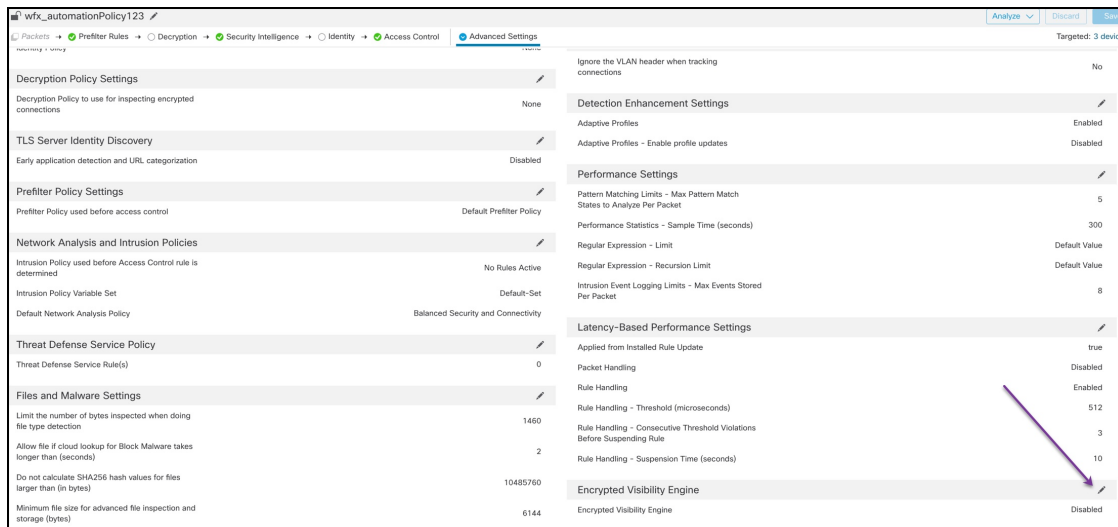 wfx_automationPolicy123
Analyze
Discard
Packets → Prefilter Rules → Decryption → Security Intelligence → Identity → Access Control
Advanced Settings
Targeted: 3
Decryption Policy Settings
Decryption Policy to use for inspecting encrypted
connections
None
TLS Server Identity Discovery
Early application detection and URL categorization
Disabled
Prefilter Policy Settings
Prefilter Policy used before access control
Default Prefilter Policy
Network Analysis and Intrusion Policies
Intrusion Policy used before Access Control rule is
determined
No Rules Active
Intrusion Policy Variable Set
Default-Set
Default Network Analysis Policy
Balanced Security and Connectivity
Threat Defense Service Policy
Threat Defense Service Rule(s)
0
Files and Malware Settings
Limit the number of bytes inspected when doing
file type detection
1460
Allow file if cloud lookup for Block Malware takes
longer than (seconds)
2
Do not calculate SHA256 hash values for files
larger than (in bytes)
10485760
Minimum file size for advanced file inspection and
storage (bytes)
6144
Ignore the VLAN header when tracking
connections
No
Detection Enhancement Settings
Adaptive Profiles
Enabled
Adaptive Profiles - Enable profile updates
Disabled
Performance Settings
Pattern Matching Limits - Max Pattern Match
States to Analyze Per Packet
5
Performance Statistics - Sample Time (seconds)
300
Regular Expression - Limit
Default Value
Regular Expression - Recursion Limit
Default Value
Intrusion Event Logging Limits - Max Events Stored
Per Packet
8
Latency-Based Performance Settings
Applied from Installed Rule Update
true
Packet Handling
Disabled
Rule Handling
Enabled
Rule Handling - Threshold (microseconds)
512
Rule Handling - Consecutive Threshold Violations
Before Suspending Rule
3
Rule Handling - Suspension Time (seconds)
10
Encrypted Visibility Engine
Encrypted Visibility Engine
Disabled